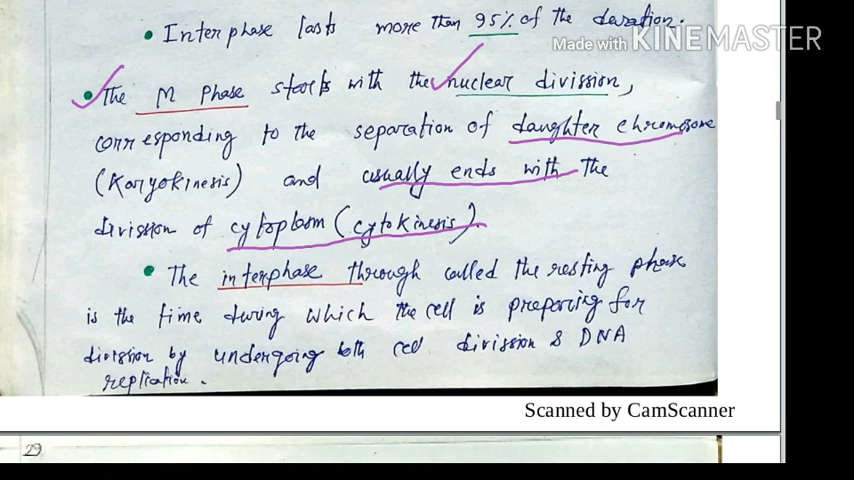 • Interphase lasts more than 95% of the duration.
Made with KINEMASTER
• The M Phase starts with the nuclear division,
corresponding to the separation of daughter chromosome
(Karyokinesis) and usually ends with the
division of cytoplasm (cytokinesis).
• The interphase through called the resting phase
is the time during which the cell is preparing for
division by undergoing both cell division & DNA
replication.
Scanned by CamScanner
29